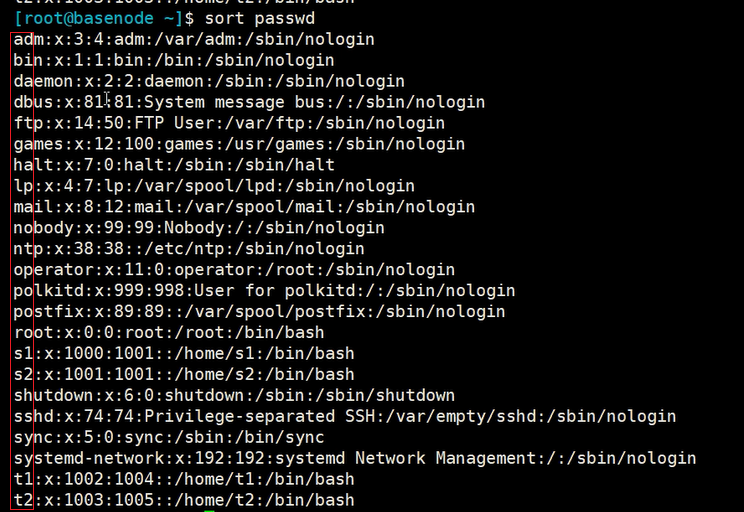 t2:x:1003:1005::/home/t2:/bin/bash
[root@basenode ~]$ sort passwd
adm:x:3:4:adm:/var/adm:/sbin/nologin
bin:x:1:1:bin:/bin:/sbin/nologin
daemon:x:2:2:daemon:/sbin:/sbin/nologin
dbus:x:81:81:System message bus:/:/sbin/nologin
ftp:x:14:50:FTP User:/var/ftp:/sbin/nologin
games:x:12:100:games:/usr/games:/sbin/nologin
halt:x:7:0:halt:/sbin:/sbin/halt
lp:x:4:7:lp:/var/spool/lpd:/sbin/nologin
mail:x:8:12:mail:/var/spool/mail:/sbin/nologin
nobody:x:99:99:Nobody:/:/sbin/nologin
ntp:x:38:38::/etc/ntp:/sbin/nologin
operator:x:11:0:operator:/root:/sbin/nologin
polkitd:x:999:998:User for polkitd:/:/sbin/nologin
postfix:x:89:89::/var/spool/postfix:/sbin/nologin
root:x:0:0:root:/root:/bin/bash
s1:x:1000:1001::/home/s1:/bin/bash
s2:x:1001:1001::/home/s2:/bin/bash
shutdown:x:6:0:shutdown:/sbin:/sbin/shutdown
sshd:x:74:74:Privilege-separated SSH:/var/empty/sshd:/sbin/nologin
sync:x:5:0:sync:/sbin:/bin/sync
systemd-network:x:192:192:systemd Network Management:/:/sbin/nologin
t1:x:1002:1004::/home/t1:/bin/bash
t2:x:1003:1005::/home/t2:/bin/bash